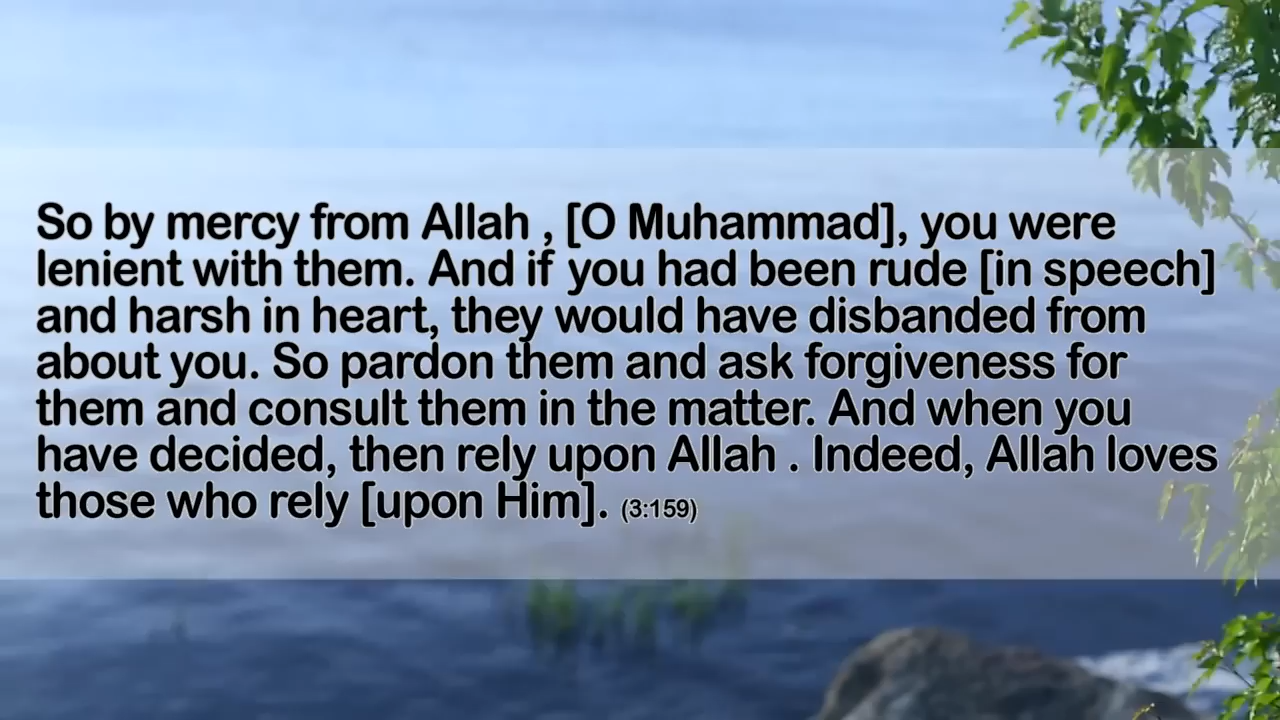 So by mercy from Allah , [O Muhammad], you were
lenient with them. And if you had been rude [in speech]
and harsh in heart, they would have disbanded from
about you. So pardon them and ask forgiveness for
them and consult them in the matter. And when you
have decided, then rely upon Allah . Indeed, Allah loves
those who rely [upon Him]. (3:159)